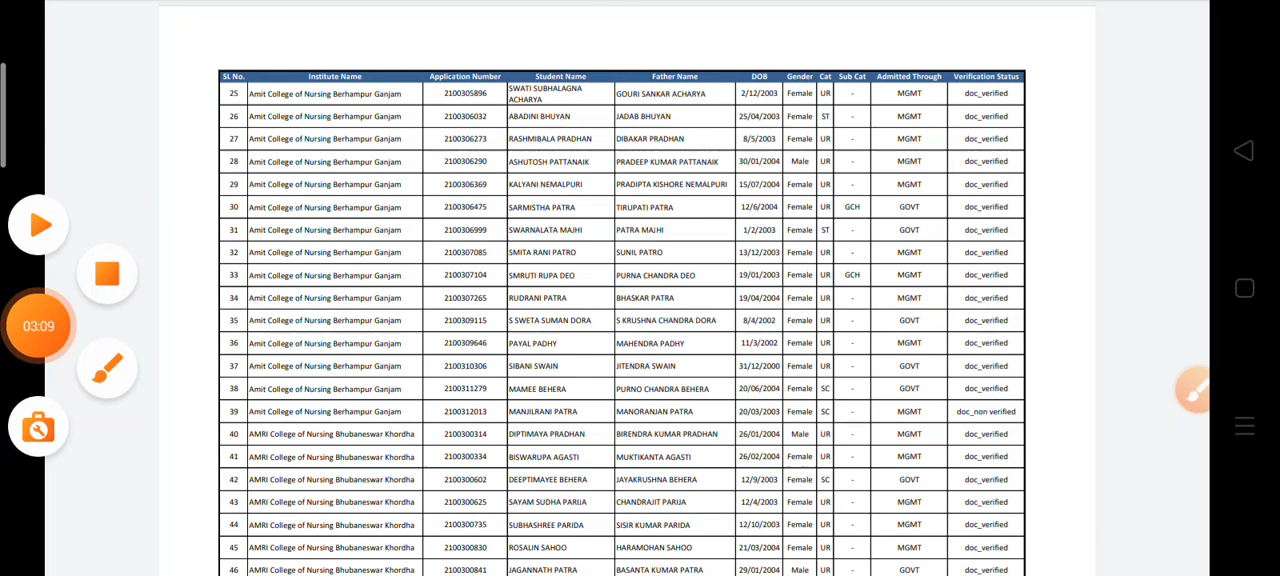 SL No. Institute Name Application Number Student Name Father Name DOB Gender Cat Sub Cat Admitted Through Verification Status
25 Amit College of Nursing Berhampur Ganjam 2100305896 SWATI SUBHALAGNA ACHARYA GOURI SANKAR ACHARYA 2/12/2003 Female UR - MGMT doc_verified
26 Amit College of Nursing Berhampur Ganjam 2100306032 ABADINI BHUYAN JADAB BHUYAN 25/04/2003 Female ST - MGMT doc_verified
27 Amit College of Nursing Berhampur Ganjam 2100306273 RASHMIBALA PRADHAN DIBAKAR PRADHAN 8/5/2003 Female UR - MGMT doc_verified
28 Amit College of Nursing Berhampur Ganjam 2100306290 ASHUTOSH PATTANAIK PRADEEP KUMAR PATTANAIK 30/01/2004 Male UR - MGMT doc_verified
29 Amit College of Nursing Berhampur Ganjam 2100306369 KALYANI NEMALPURI PRADIPTA KISHORE NEMALPURI 15/07/2004 Female UR - MGMT doc_verified
30 Amit College of Nursing Berhampur Ganjam 2100306475 SARMISTHA PATRA TIRUPATI PATRA 12/6/2004 Female UR GCH GOVT doc_verified
31 Amit College of Nursing Berhampur Ganjam 2100306999 SWARNALATA MAJHI PATRA MAJHI 1/2/2003 Female ST - GOVT doc_verified
32 Amit College of Nursing Berhampur Ganjam 2100307085 SMITA RANI PATRO SUNIL PATRO 13/12/2003 Female UR - MGMT doc_verified
33 Amit College of Nursing Berhampur Ganjam 2100307104 SMRUTI RUPA DEO PURNA CHANDRA DEO 19/01/2003 Female UR GCH MGMT doc_verified
34 Amit College of Nursing Berhampur Ganjam 2100307265 RUDRANI PATRA BHASKAR PATRA 19/04/2004 Female UR - MGMT doc_verified
35 Amit College of Nursing Berhampur Ganjam 2100309115 S SWETA SUMAN DORA S KRUSHNA CHANDRA DORA 8/4/2002 Female UR - GOVT doc_verified
36 Amit College of Nursing Berhampur Ganjam 2100309646 PAYAL PADHY MAHENDRA PADHY 11/3/2002 Female UR - MGMT doc_verified
37 Amit College of Nursing Berhampur Ganjam 2100310306 SIBANI SWAIN JITENDRA SWAIN 31/12/2000 Female UR - GOVT doc_verified
38 Amit College of Nursing Berhampur Ganjam 2100311279 MAMEE BEHERA PURNO CHANDRA BEHERA 20/06/2004 Female SC - GOVT doc_verified
39 Amit College of Nursing Berhampur Ganjam 2100312013 MANJILRANI PATRA MANORANJAN PATRA 20/03/2003 Female SC - MGMT doc_non verified
40 AMRI College of Nursing Bhubaneswar Khordha 2100300314 DIPTIMAYA PRADHAN BIRENDRA KUMAR PRADHAN 26/01/2004 Male UR - MGMT doc_verified
41 AMRI College of Nursing Bhubaneswar Khordha 2100300334 BISWARUPA AGASTI MUKTIKANTA AGASTI 26/02/2004 Female UR - MGMT doc_verified
42 AMRI College of Nursing Bhubaneswar Khordha 2100300602 DEEPTIMAYEE BEHERA JAYAKRUSHNA BEHERA 12/9/2003 Female SC - GOVT doc_verified
43 AMRI College of Nursing Bhubaneswar Khordha 2100300625 SAYAM SUDHA PARIJA CHANDRAJIT PARIJA 12/4/2003 Female UR - MGMT doc_verified
44 AMRI College of Nursing Bhubaneswar Khordha 2100300735 SUBHASHREE PARIDA SISIR KUMAR PARIDA 12/10/2003 Female UR - MGMT doc_verified
45 AMRI College of Nursing Bhubaneswar Khordha 2100300830 ROSALIN SAHOO HARAMOHAN SAHOO 21/03/2004 Female UR - MGMT doc_verified
46 AMRI College of Nursing Bhubaneswar Khordha 2100300841 JAGANNATH PATRA BASANTA KUMAR PATRA 29/01/2004 Male UR - GOVT doc_verified
03:09